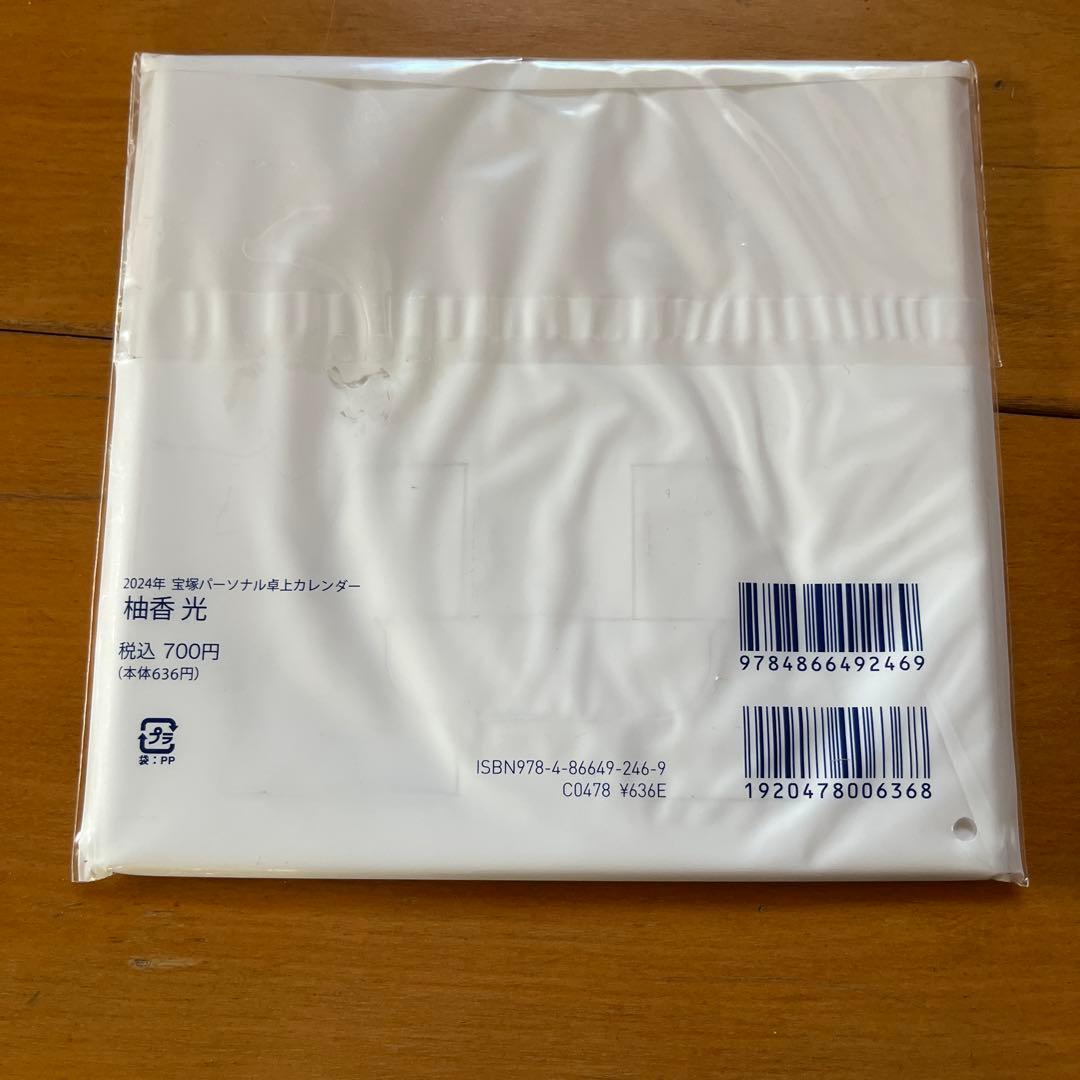 2024年 宝塚パーソナル卓上カレンダー
柚香 光
税込 700円
(本体636円)
プラ
袋：PP
9784866492469
ISBN978-4-86649-246-9
C0478 ¥636E
1920478006368